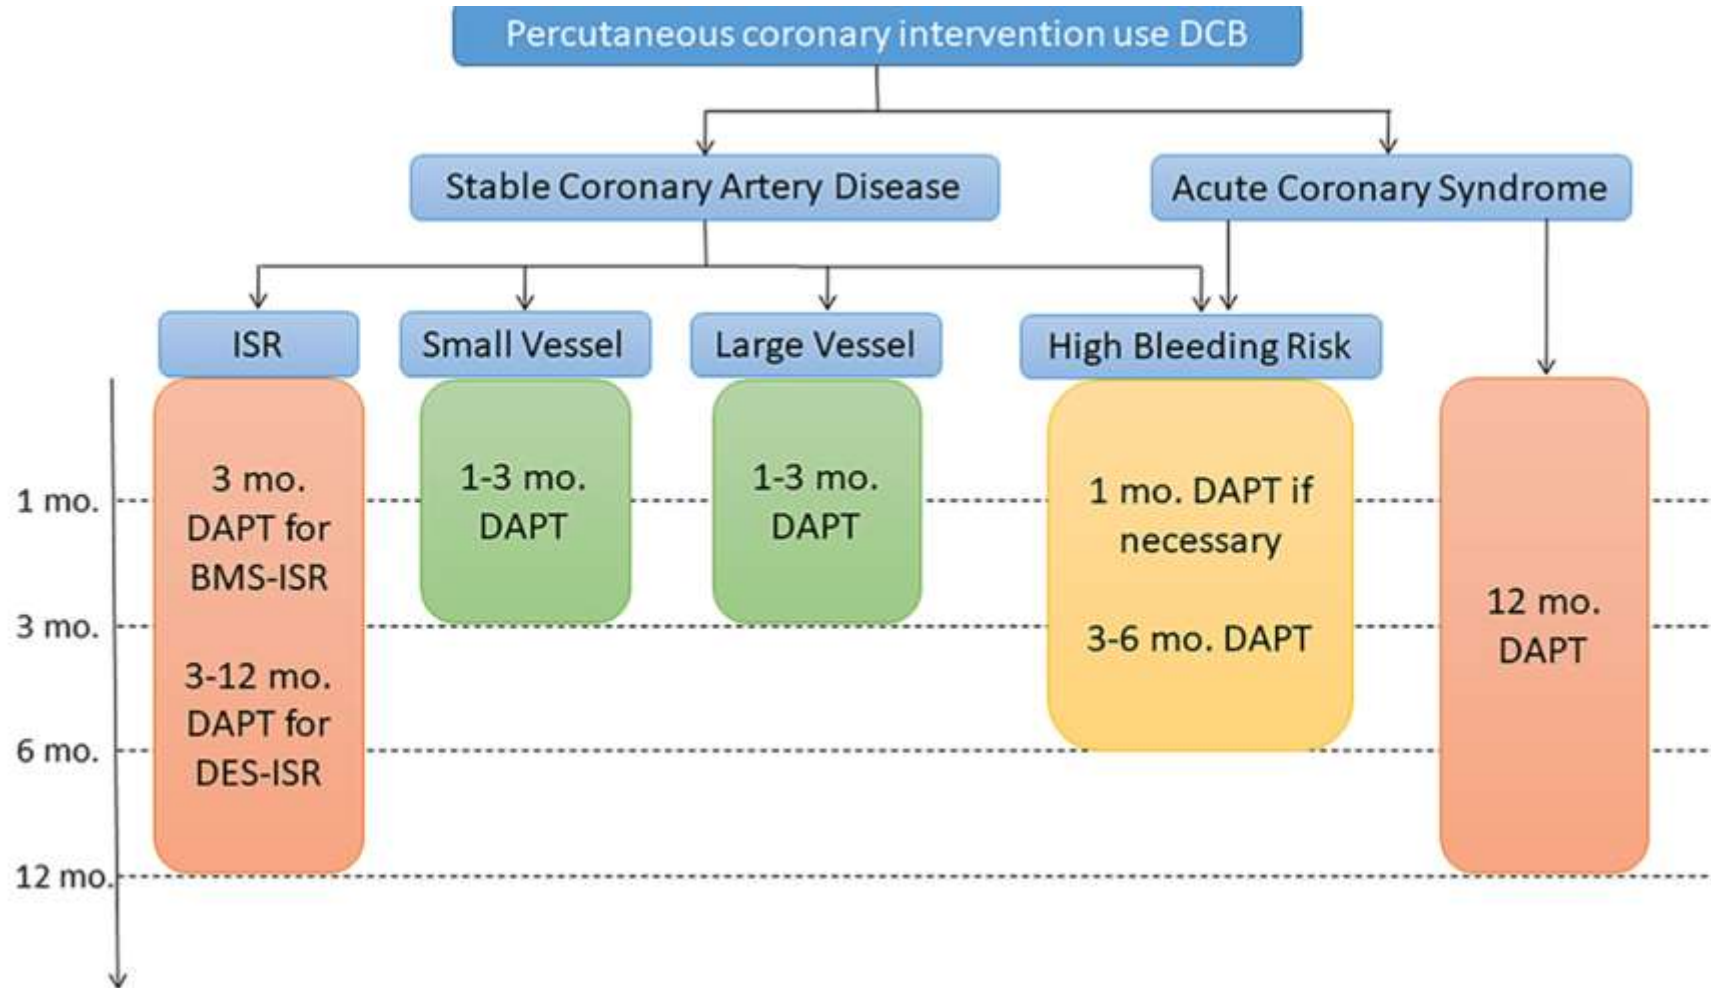 Percutaneous coronary intervention use DCB
Stable Coronary Artery Disease
Acute Coronary Syndrome
ISR
Small Vessel
Large Vessel
High Bleeding Risk
3 mo.
DAPT for
BMS-ISR
3-12 mo.
DAPT for
DES-ISR
1-3 mo.
DAPT
1-3 mo.
DAPT
1 mo. DAPT if
necessary
3-6 mo. DAPT
12 mo.
DAPT
1 mo.
3 mo.
6 mo.
12 mo.